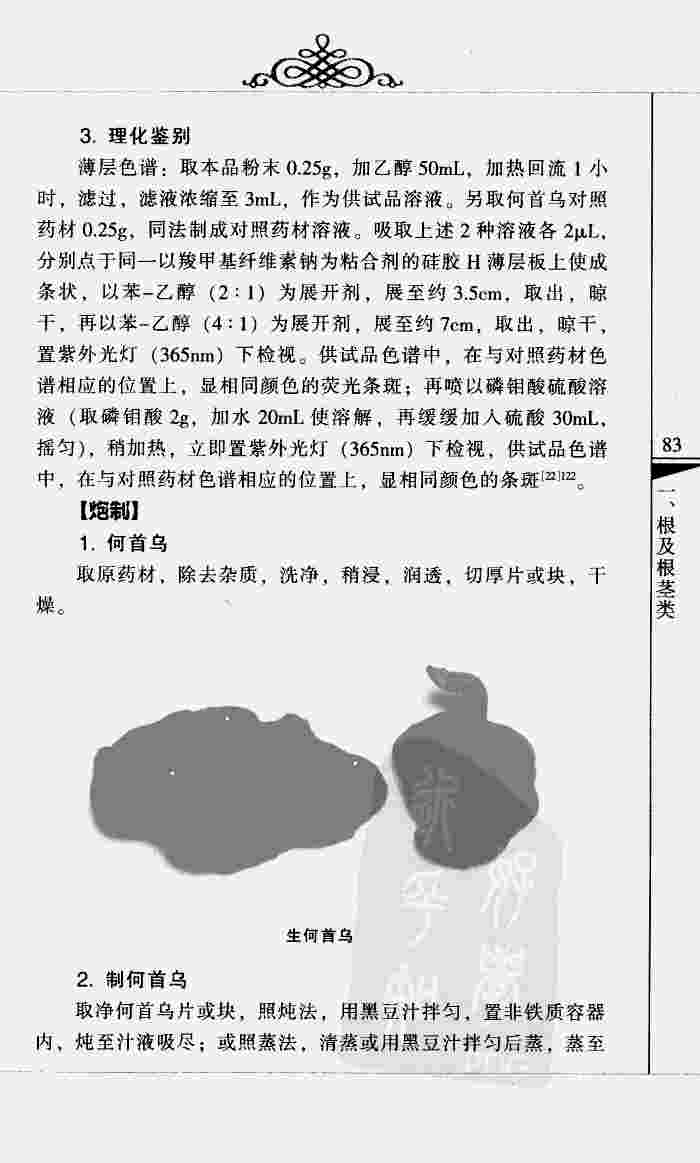 3. 理化鉴别
薄层色谱：取本品粉末 0.25g，加乙醇 50mL，加热回流 1 小
时，滤过，滤液浓缩至 3mL，作为供试品溶液。另取何首乌对照
药材 0.25g，同法制成对照药材溶液。吸取上述 2 种溶液各 2μL，
分别点于同一以羧甲基纤维素钠为粘合剂的硅胶 H 薄层板上使成
条状，以苯-乙醇（2∶1）为展开剂，展至约 3.5cm，取出，晾
干，再以苯-乙醇（4∶1）为展开剂，展至约 7cm，取出，晾干，
置紫外光灯（365nm）下检视。供试品色谱中，在与对照药材色
谱相应的位置上，显相同颜色的荧光条斑；再喷以磷钼酸硫酸溶
液（取磷钼酸 2g，加水 20mL 使溶解，再缓缓加入硫酸 30mL，
摇匀），稍加热，立即置紫外光灯（365nm）下检视，供试品色谱
中，在与对照药材色谱相应的位置上，显相同颜色的条斑[22]122。
【炮制】
1. 何首乌
取原药材，除去杂质，洗净，稍浸，润透，切厚片或块，干
燥。
生何首乌
2. 制何首乌
取净何首乌片或块，照炖法，用黑豆汁拌匀，置非铁质容器
内，炖至汁液吸尽；或照蒸法，清蒸或用黑豆汁拌匀后蒸，蒸至
83
一、根及根茎类